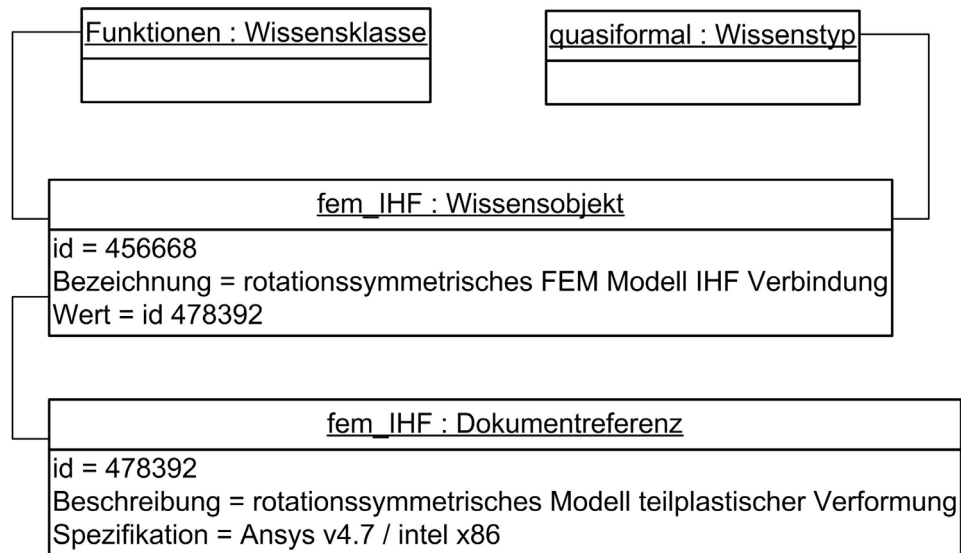 Funktionen : Wissensklasse
quasiformal : Wissenstyp
fem_IHF : Wissensobjekt
id = 456668
Bezeichnung = rotationssymmetrisches FEM Modell IHF Verbindung
Wert = id 478392
fem_IHF : Dokumentreferenz
id = 478392
Beschreibung = rotationssymmetrisches Modell teilplastischer Verformung
Spezifikation = Ansys v4.7 / intel x86